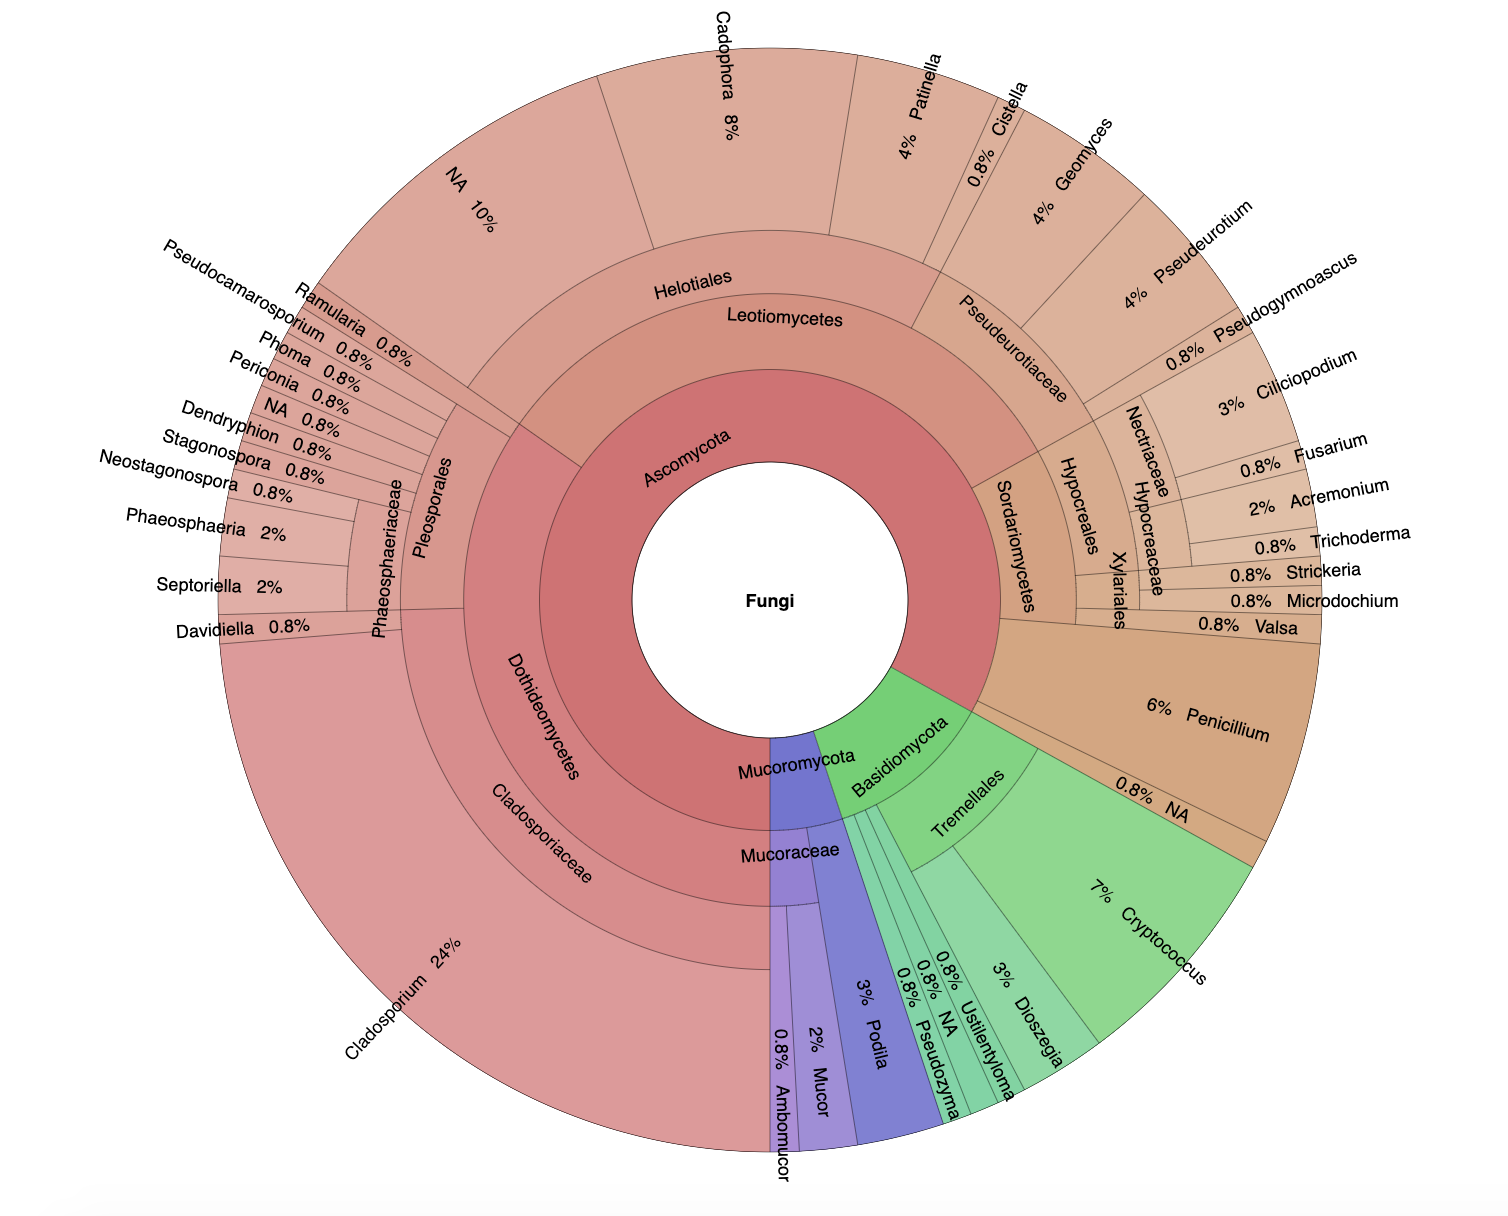 Fungi
Ascomycota
Basidiomycota
Mucoromycota
Leotiomycetes
Sordariomycetes
Dothideomycetes
Helotiales
Pseudeurotiaceae
Hypocreales
Xylariales
Nectriaceae
Hypocreaceae
Pleosporales
Phaeosphaeriaceae
Cladosporiaceae
Tremellales
Mucoraceae
Cadophora 8%
4% Patinella
0.8% Cistella
4% Geomyces
4% Pseudeurotium
0.8% Pseudogymnoascus
3% Ciliciopodium
0.8% Fusarium
2% Acremonium
0.8% Trichoderma
0.8% Strickeria
0.8% Microdochium
0.8% Valsa
6% Penicillium
0.8% NA
7% Cryptococcus
3% Dioszegia
0.8% Ustilentyloma
0.8% NA
0.8% Pseudozyma
3% Podila
2% Mucor
0.8% Ambomucor
Cladosporium 24%
Davidiella 0.8%
Septoriella 2%
Phaeosphaeria 2%
Neostagonospora 0.8%
Stagonospora 0.8%
Dendryphion 0.8%
NA 0.8%
Periconia 0.8%
Phoma 0.8%
Pseudocamarosporium 0.8%
Ramularia 0.8%
NA 10%